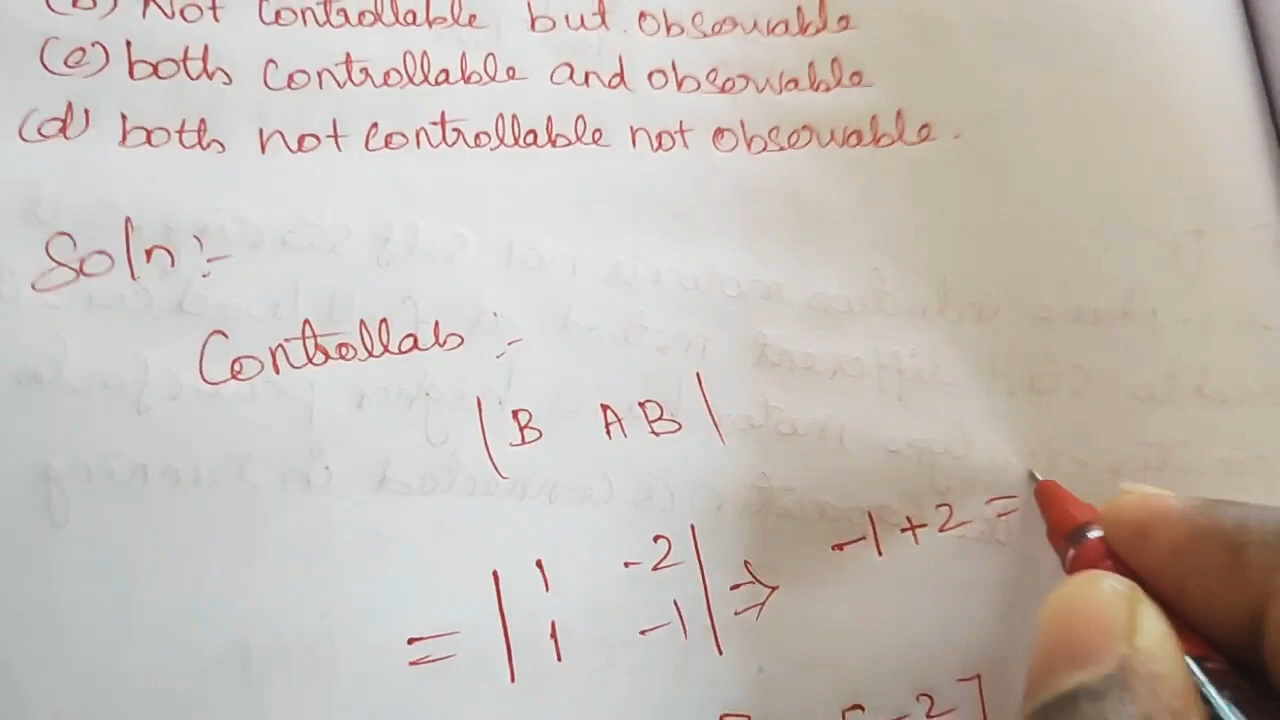 (b) Not Controllable but observable
(c) both controllable and observable
(d) both not controllable not observable.
Soln :-
Controllab :-
| B AB |
= | 1 -2 | ⇒ -1 + 2 =
| 1 -1 |
[ -2 ]